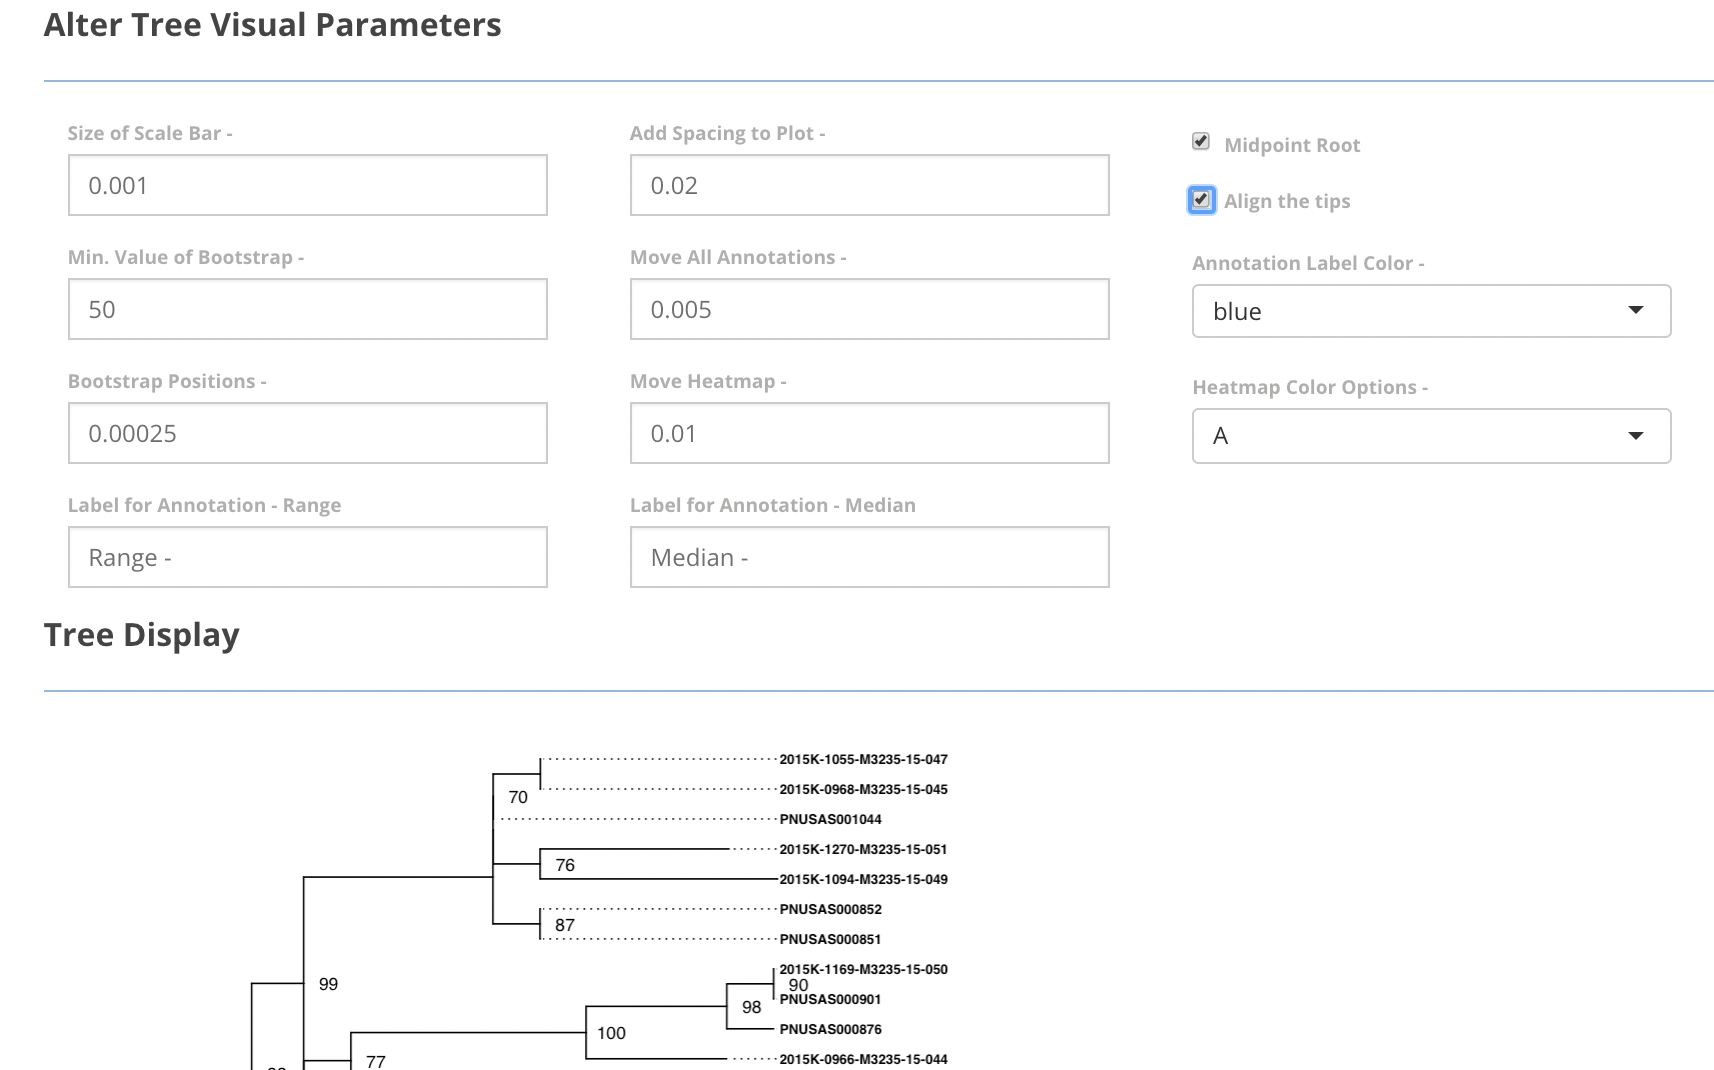 Alter Tree Visual Parameters
Size of Scale Bar -
0.001
Add Spacing to Plot -
0.02
Midpoint Root
Align the tips
Min. Value of Bootstrap -
50
Move All Annotations -
0.005
Annotation Label Color -
blue
Bootstrap Positions -
0.00025
Move Heatmap -
0.01
Heatmap Color Options -
A
Label for Annotation - Range
Range -
Label for Annotation - Median
Median -
Tree Display
2015K-1055-M3235-15-047
70
2015K-0968-M3235-15-045
PNUSAS001044
2015K-1270-M3235-15-051
76
2015K-1094-M3235-15-049
PNUSAS000852
87
PNUSAS000851
2015K-1169-M3235-15-050
99
90
PNUSAS000901
98
PNUSAS000876
100
2015K-0966-M3235-15-044
77